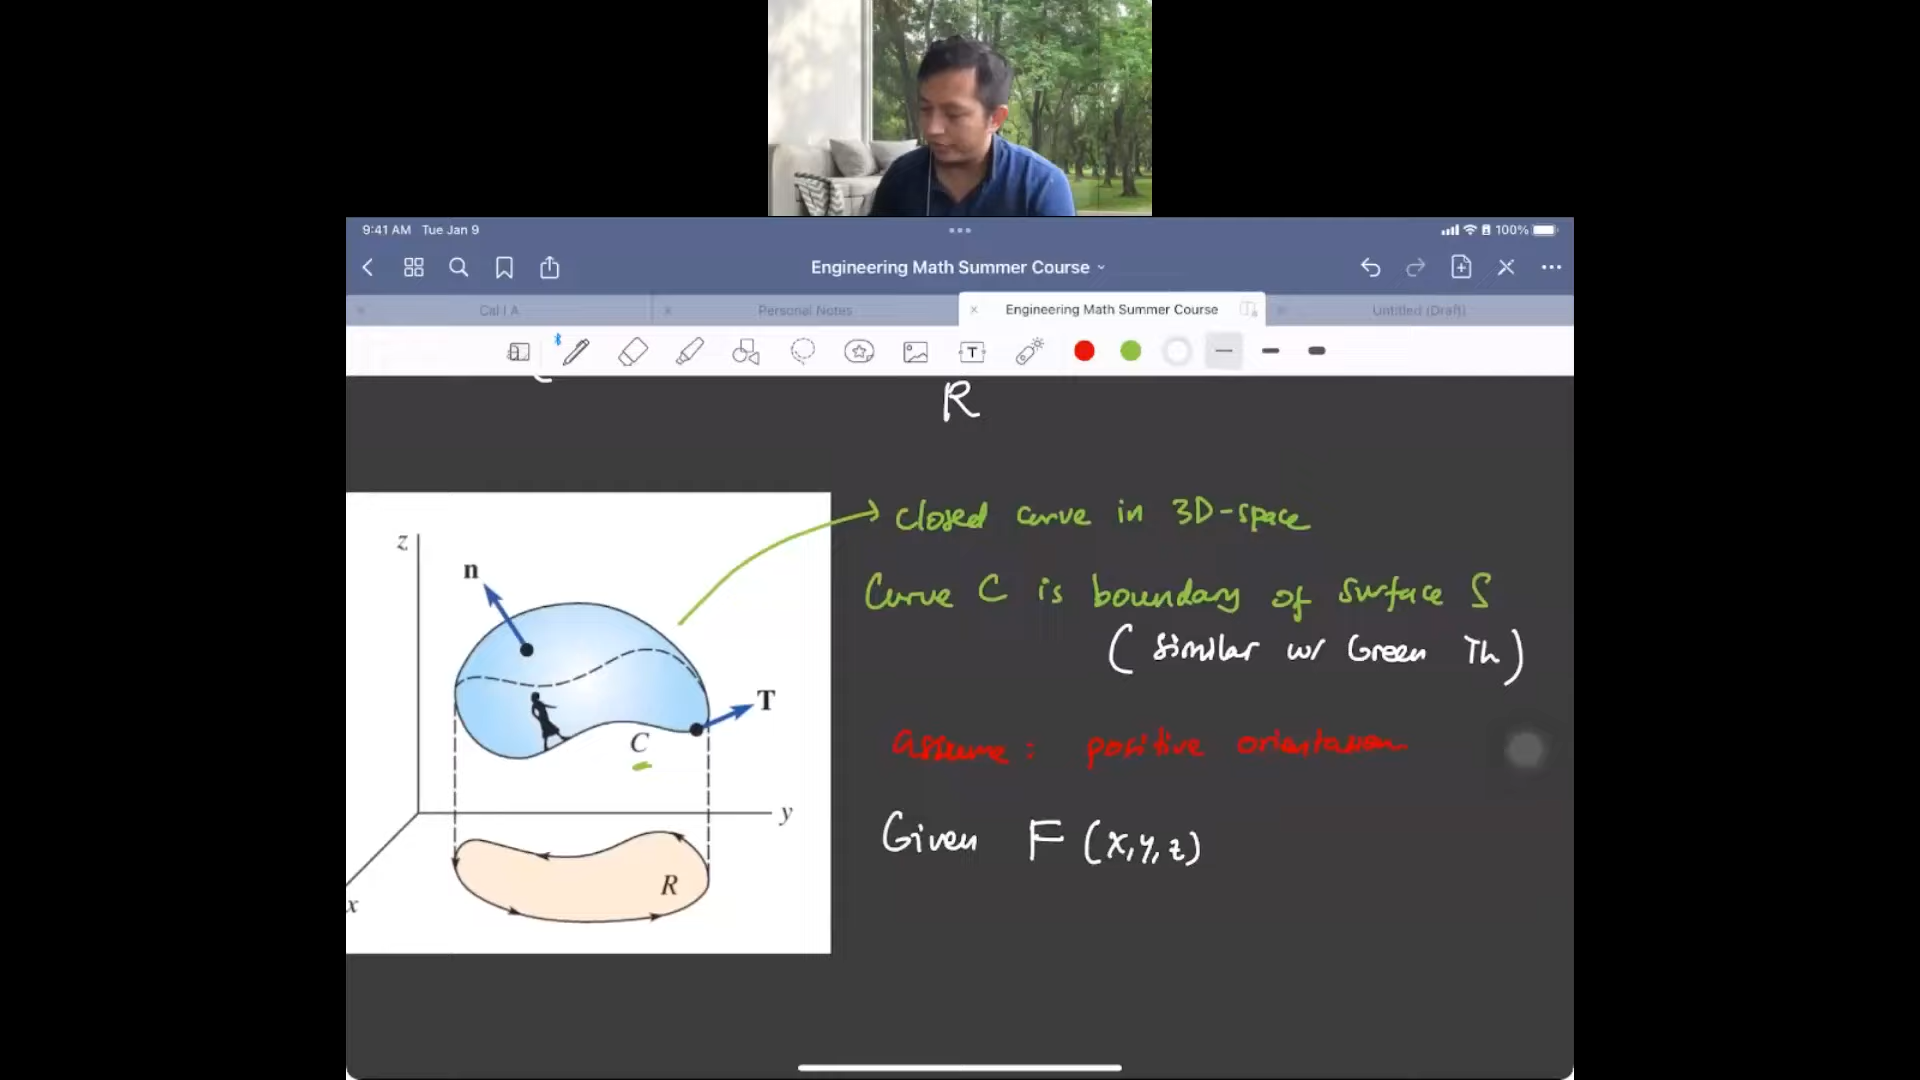 9:41 AM Tue Jan 9
100%
Engineering Math Summer Course
Cal I A
Personal Notes
Engineering Math Summer Course
Untitled (Draft)
T
R
closed curve in 3D-space
Curve C is boundary of surface S
(similar w/ Green Th)
Assume: positive orientation
Given F (x,y,z)
z
n
T
C
y
R
x